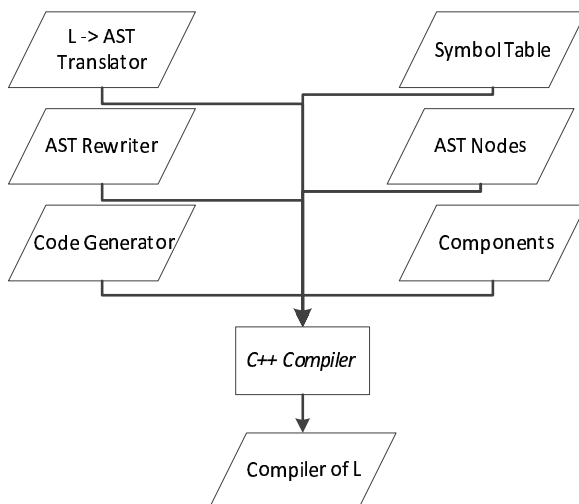 L -> AST
Translator
Symbol Table
AST Rewriter
AST Nodes
Code Generator
Components
C++ Compiler
Compiler of L